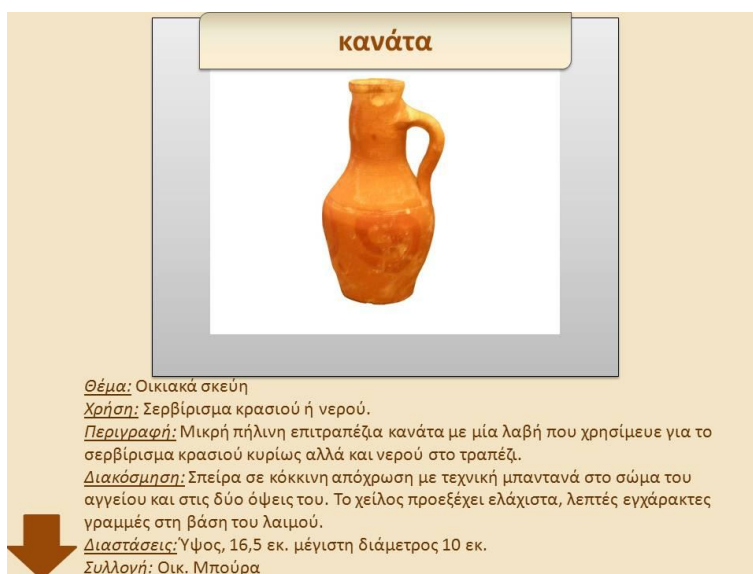 κανάτα
Θέμα: Οικιακά σκεύη
Χρήση: Σερβίρισμα κρασιού ή νερού.
Περιγραφή: Μικρή πήλινη επιτραπέζια κανάτα με μία λαβή που χρησίμευε για το
σερβίρισμα κρασιού κυρίως αλλά και νερού στο τραπέζι.
Διακόσμηση: Σπείρα σε κόκκινη απόχρωση με τεχνική μπαντανά στο σώμα του
αγγείου και στις δύο όψεις του. Το χείλος προεξέχει ελάχιστα, λεπτές εγχάρακτες
γραμμές στη βάση του λαιμού.
Διαστάσεις: Ύψος, 16,5 εκ. μέγιστη διάμετρος 10 εκ.
Συλλογή: Οικ. Μπούρα